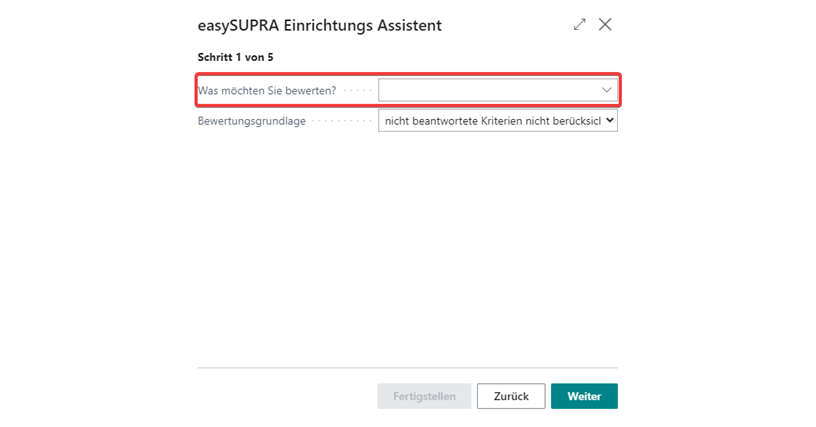 easySUPRA Einrichtungs Assistent
Schritt 1 von 5
Was möchten Sie bewerten?
Bewertungsgrundlage nicht beantwortete Kriterien nicht berücksicl
Fertigstellen Zurück Weiter